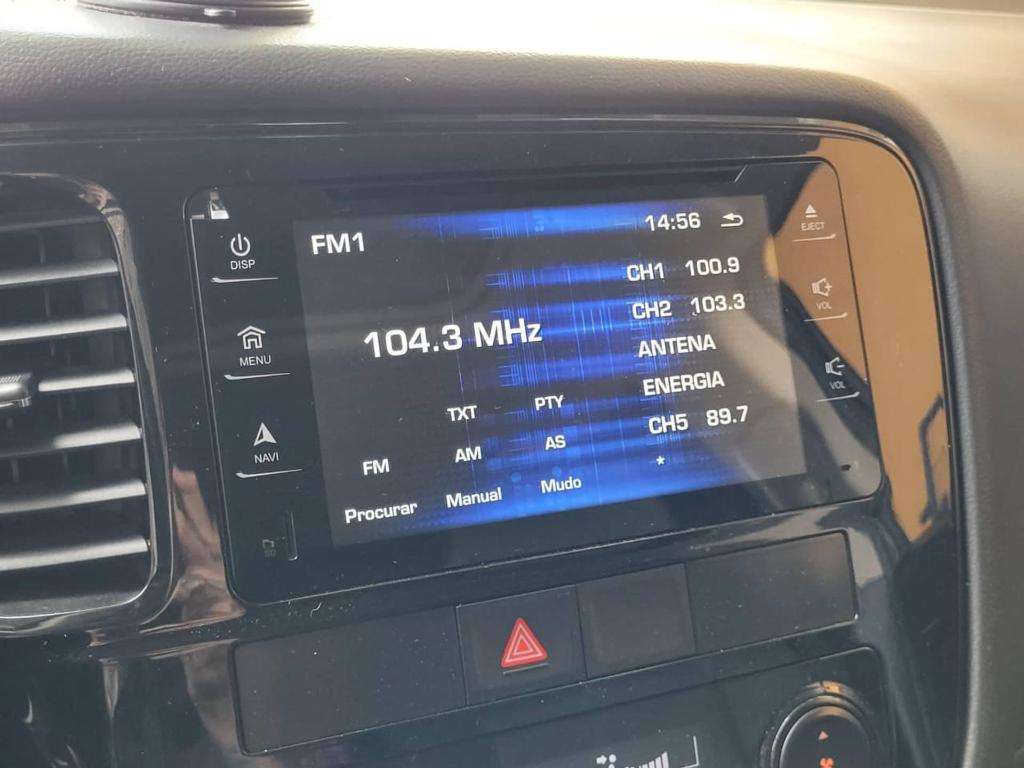 DISP
MENU
NAVI
SD
FM1
14:56
104.3 MHz
CH1 100.9
CH2 103.3
ANTENA
ENERGIA
CH5 89.7
*
TXT PTY
FM AM AS
Procurar Manual Mudo
EJECT
VOL
VOL